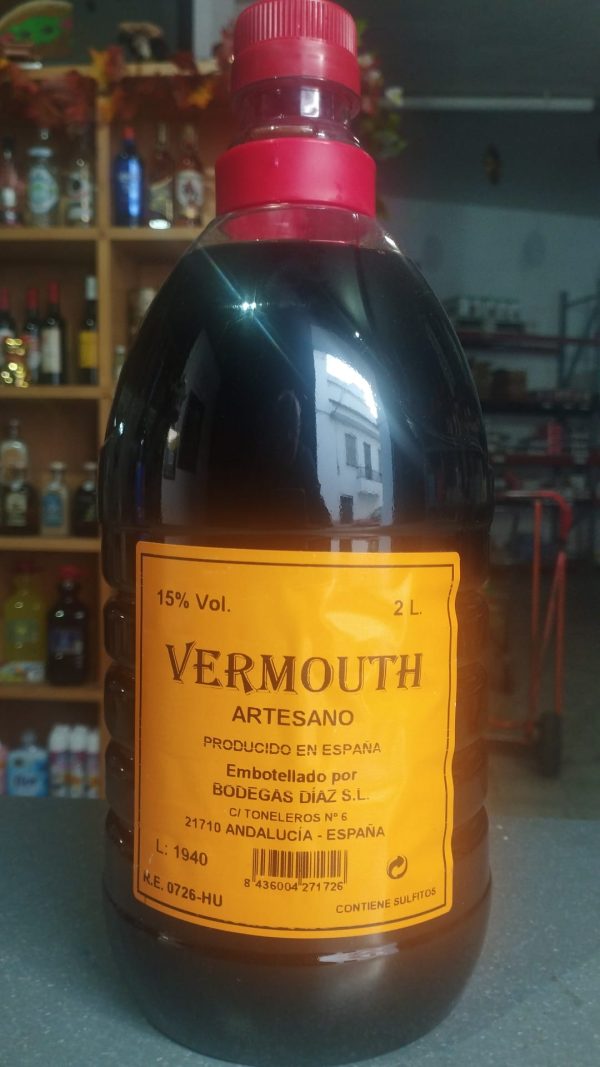 15% Vol.
2 L.
VERMOUTH
ARTESANO
PRODUCIDO EN ESPAÑA
Embotellado por
BODEGAS DÍAZ S.L.
C/ TONELEROS Nº 6
21710 ANDALUCÍA - ESPAÑA
L: 1940
8 436004 271726
R.E. 0726-HU
CONTIENE SULFITOS